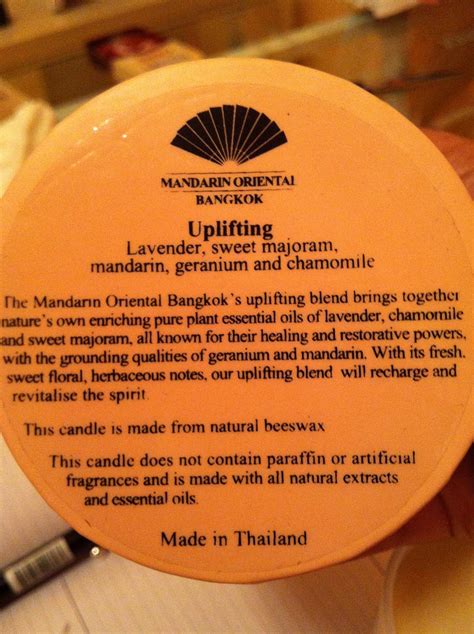 MANDARIN ORIENTAL
BANGKOK
Uplifting
Lavender, sweet majoram,
mandarin, geranium and chamomile
The Mandarin Oriental Bangkok's uplifting blend brings together
nature's own enriching pure plant essential oils of lavender, chamomile
and sweet majoram, all known for their healing and restorative powers,
with the grounding qualities of geranium and mandarin. With its fresh,
sweet floral, herbaceous notes, our uplifting blend will recharge and
revitalise the spirit.
This candle is made from natural beeswax
This candle does not contain paraffin or artificial
fragrances and is made with all natural extracts
and essential oils.
Made in Thailand